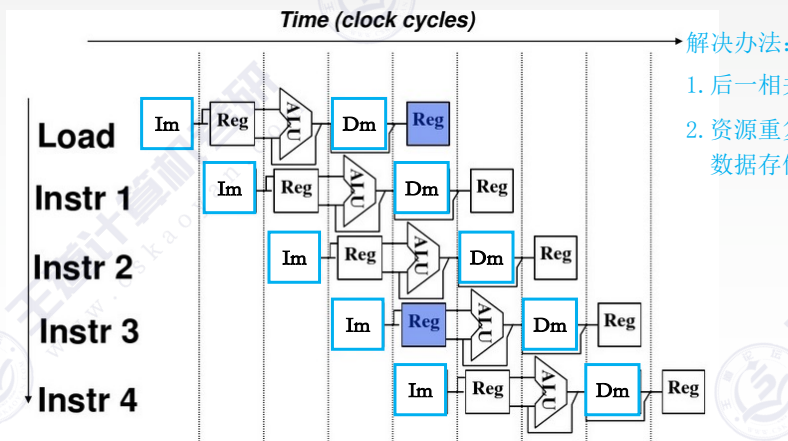 Time (clock cycles)
解决办法:
1. 后一相
2. 资源重
数据存
Load Im Reg ALU Dm Reg
Instr 1 Im Reg ALU Dm Reg
Instr 2 Im Reg ALU Dm Reg
Instr 3 Im Reg ALU Dm Reg
Instr 4 Im Reg ALU Dm Reg